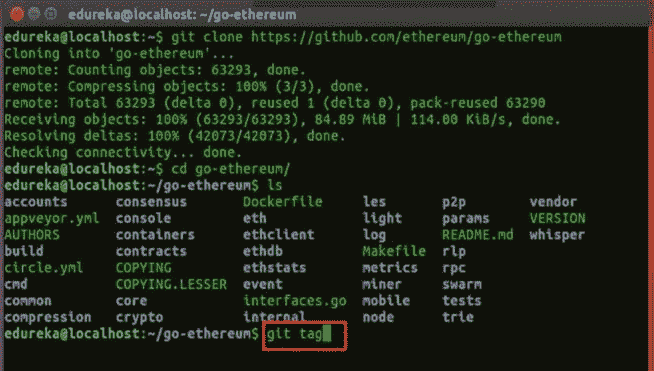 edureka@localhost: ~/go-ethereum
edureka@localhost:~$ git clone https://github.com/ethereum/go-ethereum
Cloning into 'go-ethereum'...
remote: Counting objects: 63293, done.
remote: Compressing objects: 100% (3/3), done.
remote: Total 63293 (delta 0), reused 1 (delta 0), pack-reused 63290
Receiving objects: 100% (63293/63293), 84.89 MiB | 114.00 KiB/s, done.
Resolving deltas: 100% (42073/42073), done.
Checking connectivity... done.
edureka@localhost:~$ cd go-ethereum/
edureka@localhost:~/go-ethereum$ ls
accounts consensus Dockerfile les p2p vendor
appveyor.yml console eth light params VERSION
AUTHORS containers ethclient log README.md whisper
build contracts ethdb Makefile rlp
circle.yml COPYING ethstats metrics rpc
cmd COPYING.LESSER event miner swarm
common core interfaces.go mobile tests
compression crypto internal node trie
edureka@localhost:~/go-ethereum$ git tag